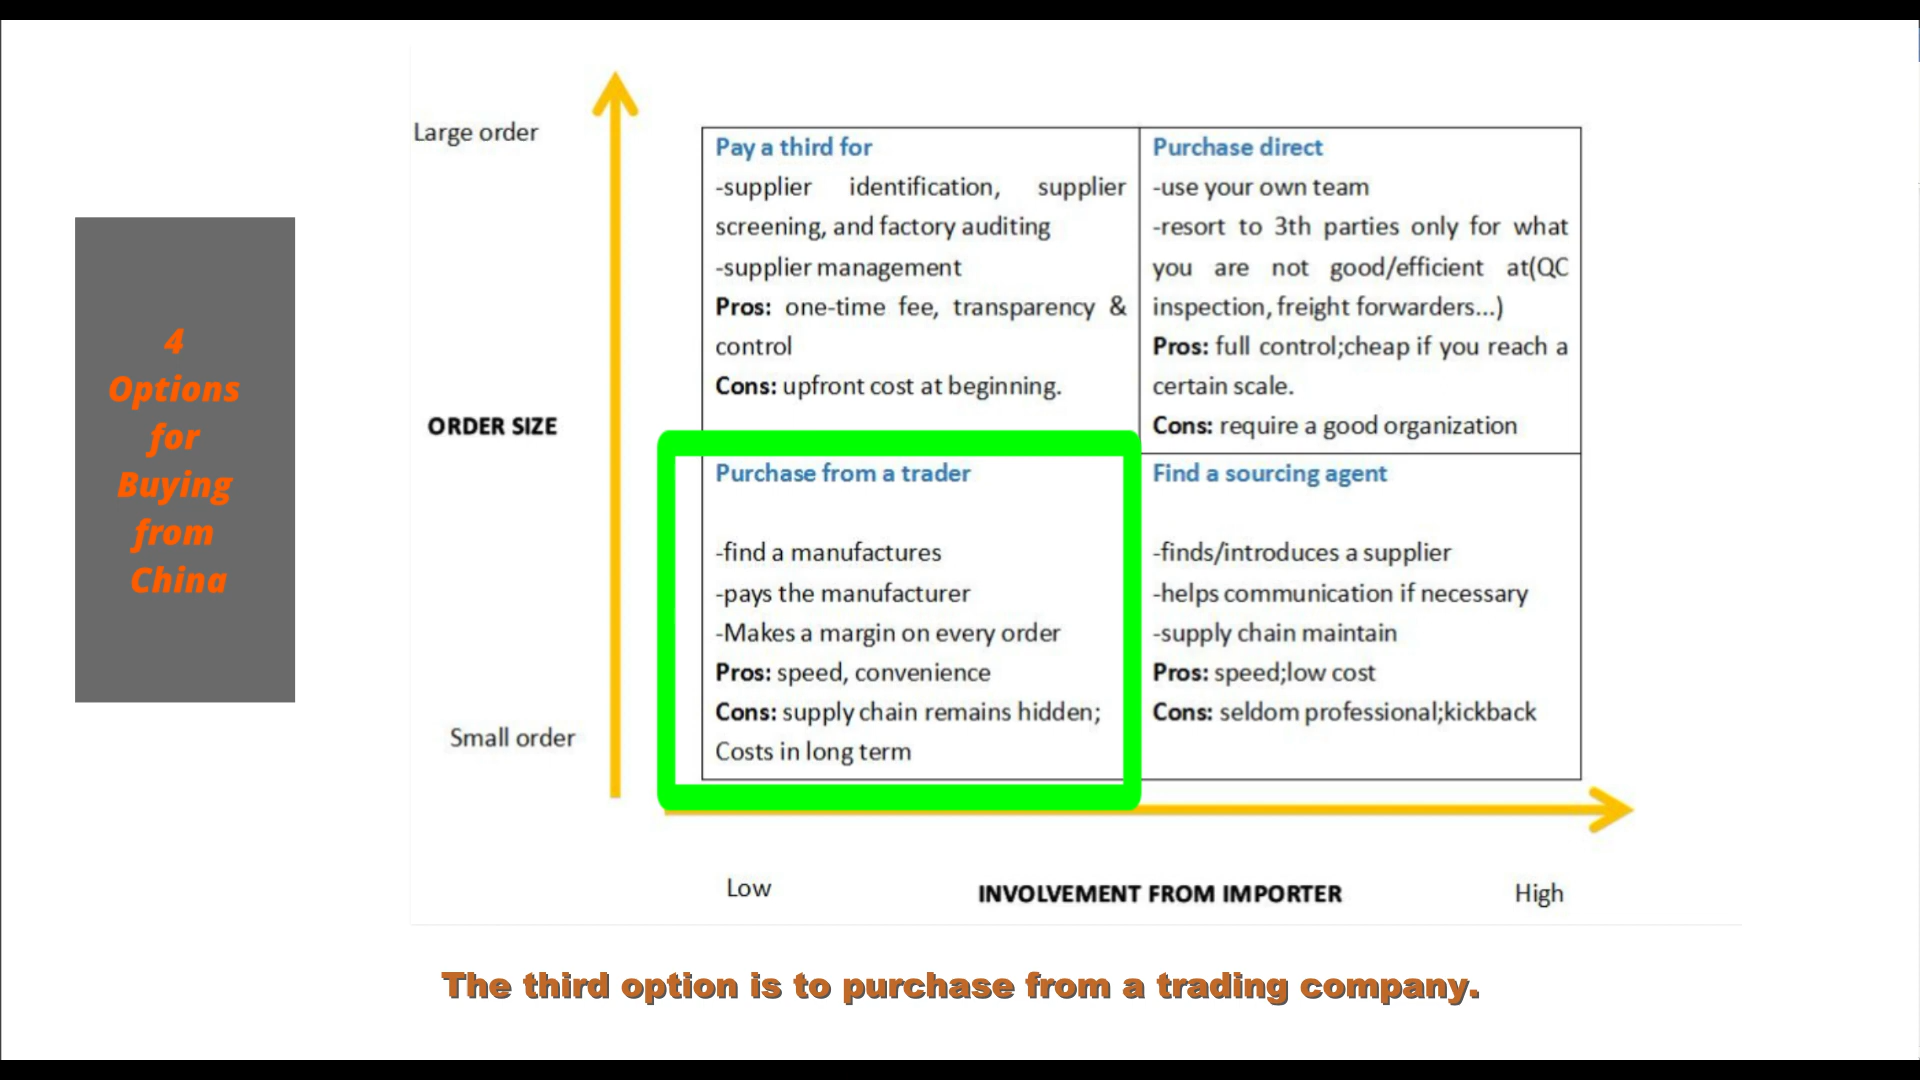 4
Options
for
Buying
from
China
Large order
ORDER SIZE
Small order
Pay a third for
-supplier identification, supplier
screening, and factory auditing
-supplier management
Pros: one-time fee, transparency &
control
Cons: upfront cost at beginning.
Purchase direct
-use your own team
-resort to 3th parties only for what
you are not good/efficient at(QC
inspection, freight forwarders...)
Pros: full control;cheap if you reach a
certain scale.
Cons: require a good organization
Purchase from a trader
-find a manufactures
-pays the manufacturer
-Makes a margin on every order
Pros: speed, convenience
Cons: supply chain remains hidden;
Costs in long term
Find a sourcing agent
-finds/introduces a supplier
-helps communication if necessary
-supply chain maintain
Pros: speed;low cost
Cons: seldom professional;kickback
Low
INVOLVEMENT FROM IMPORTER
High
The third option is to purchase from a trading company.